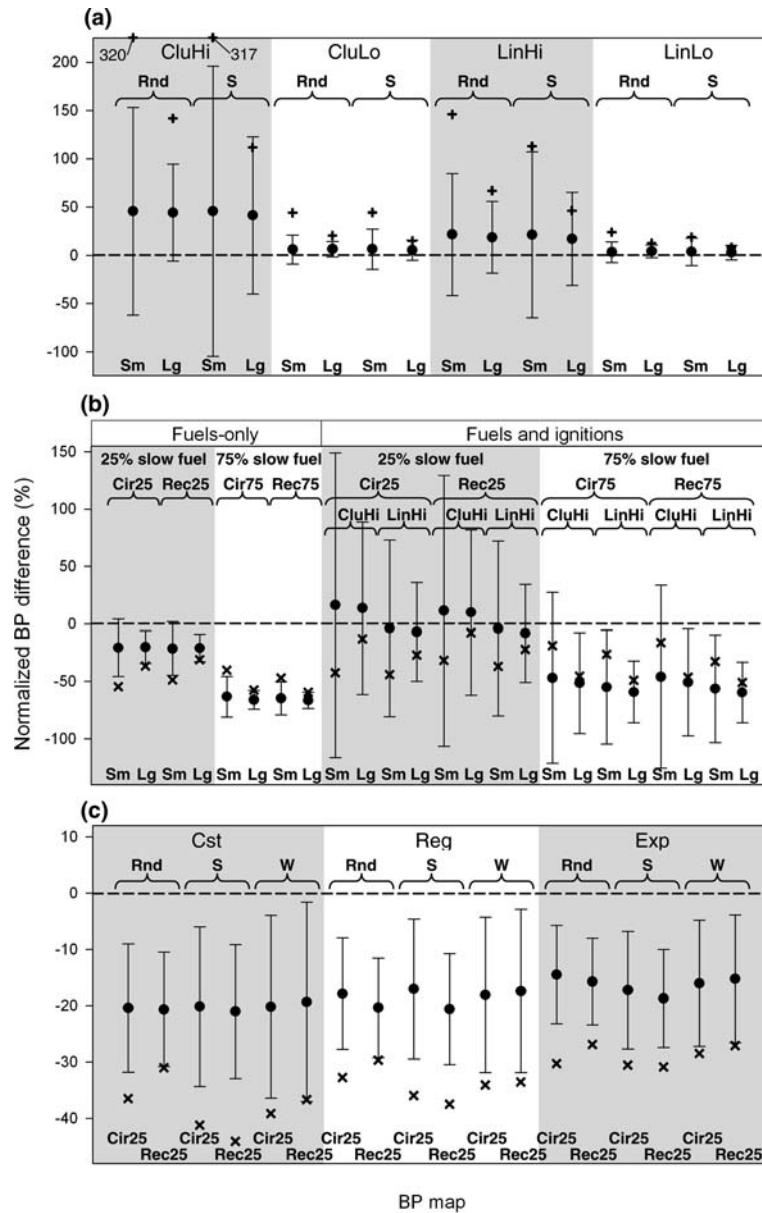 (a)
CluHi CluLo LinHi LinLo
320 317
Rnd S Rnd S Rnd S Rnd S
200
150
100
50
0
-50
-100
Sm Lg Sm Lg Sm Lg Sm Lg Sm Lg Sm Lg Sm Lg Sm Lg
(b)
Fuels-only Fuels and ignitions
25% slow fuel 75% slow fuel 25% slow fuel 75% slow fuel
Cir25 Rec25 Cir75 Rec75 Cir25 Rec25 Cir75 Rec75
CluHi LinHi CluHi LinHi CluHi LinHi CluHi LinHi
150
100
50
0
-50
-100
Sm Lg Sm Lg Sm Lg Sm Lg Sm Lg Sm Lg Sm Lg Sm Lg Sm Lg Sm Lg Sm Lg Sm Lg
Normalized BP difference (%)
(c)
Cst Reg Exp
Rnd S W Rnd S W Rnd S W
10
0
-10
-20
-30
-40
Cir25 Cir25 Cir25 Cir25 Cir25 Cir25 Cir25 Cir25 Cir25
Rec25 Rec25 Rec25 Rec25 Rec25 Rec25 Rec25 Rec25 Rec25
BP map